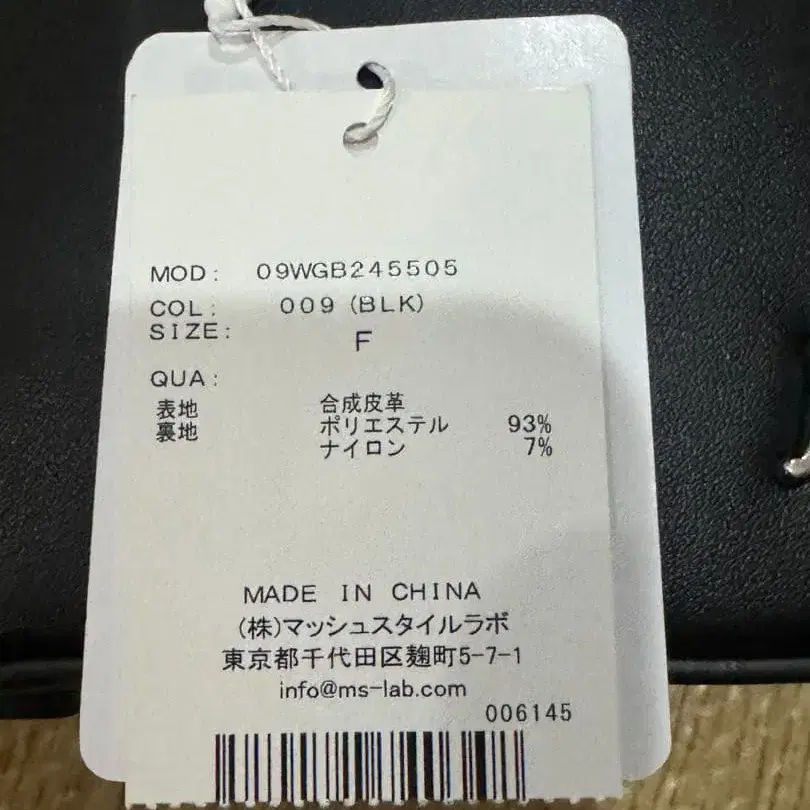 MOD: 09WGB245505
COL: 009 (BLK)
SIZE: F
QUA:
表地 合成皮革
裏地 ポリエステル 93%
ナイロン 7%
MADE IN CHINA
(株)マッシュスタイルラボ
東京都千代田区麹町5-7-1
info@ms-lab.com
006145